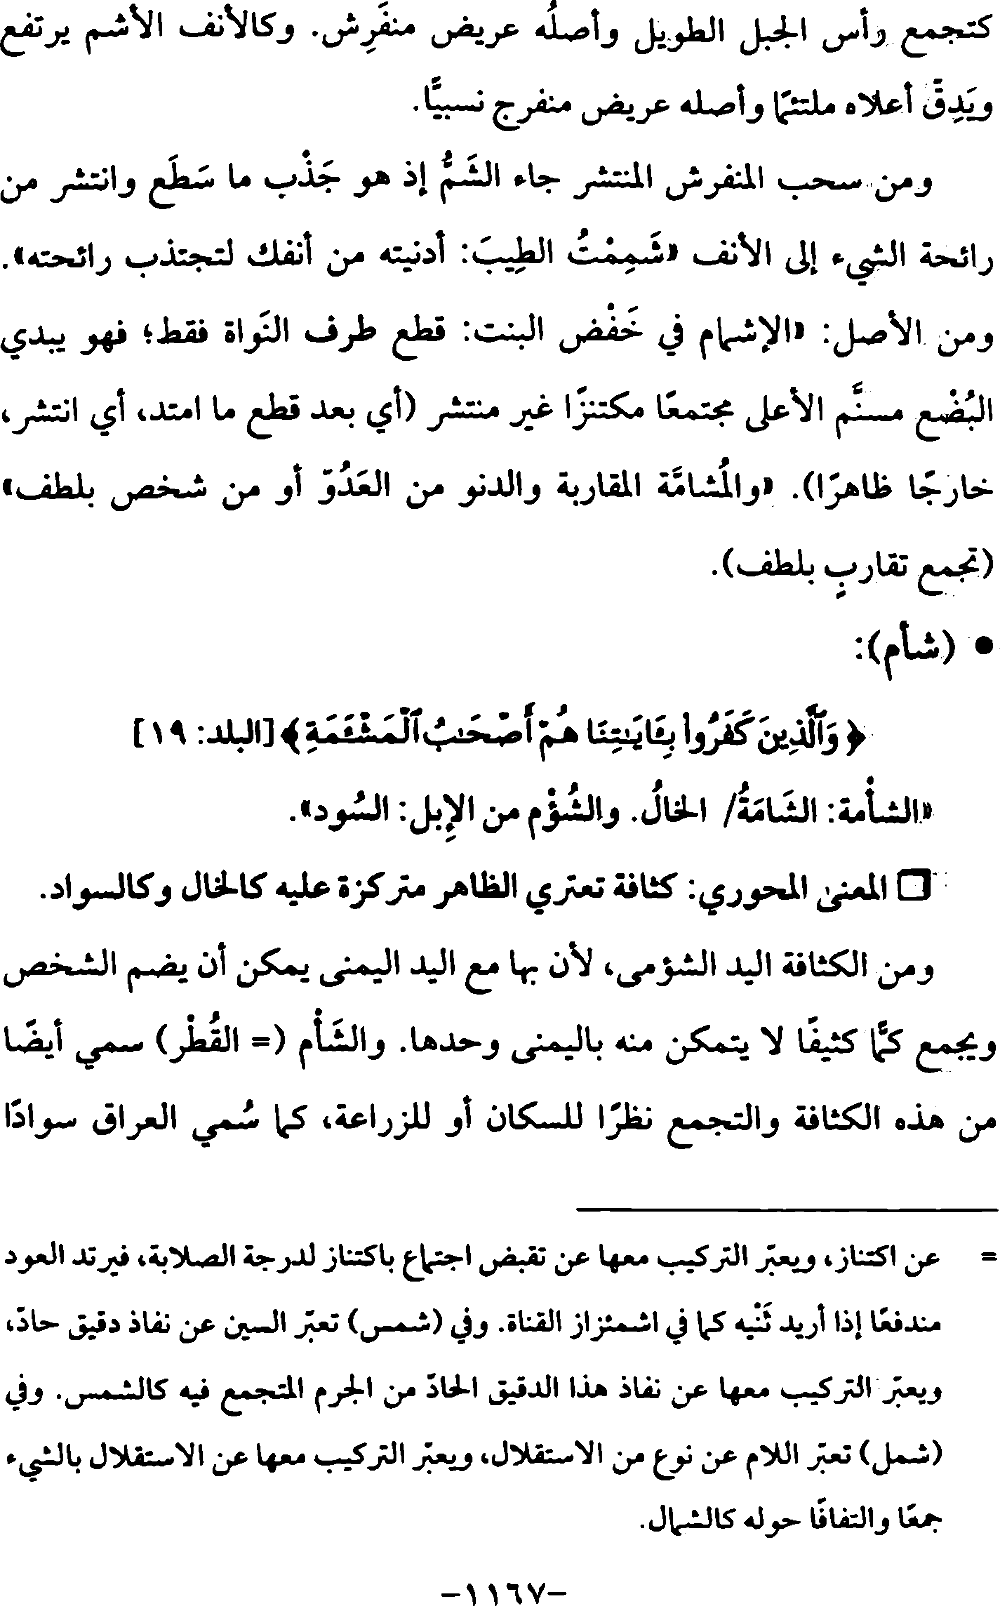 كتجمع رأس الجبل الطويل وأصلُه عريض منفَرِش. وكالأنف الأشم يرتفع
ويَدِقّ أعلاه ملتئمًا وأصله عريض منفرج نسبيًّا.
ومن سحب المنفرش المنتشر جاء الشَمُّ إذ هو جَذْب ما سَطَع وانتشر من
رائحة الشيء إلى الأنف «شَمِمْتُ الطِيبَ: أدنيته من أنفك لتجتذب رائحته».
ومن الأصل: «الإشمام في خَفْض البنت: قطع طرف النَواة فقط؛ فهو يبدي
البُضْع مسنَّم الأعلى مجتمعًا مكتنزًا غير منتشر (أي بعد قطع ما امتد، أي انتشر،
خارجًا ظاهرًا). «والمُشامَّة المقاربة والدنو من العَدُوّ أو من شخص بلطف»
(تجمع تقاربٍ بلطف).
• (شأم):
﴿ وَٱلَّذِينَ كَفَرُوا۟ بِـَٔايَـٰتِنَا هُمْ أَصْحَـٰبُ ٱلْمَشْـَٔمَةِ ﴾ [البلد: ١٩]
«الشأْمة: الشَامَةُ/ الخالُ. والشُؤْم من الإبِل: السُود».
□ المعنى المحوري: كثافة تعتري الظاهر متركزة عليه كالخال وكالسواد.
ومن الكثافة اليد الشؤمى، لأن بها مع اليد اليمنى يمكن أن يضم الشخص
ويجمع كمًّا كثيفًا لا يتمكن منه باليمنى وحدها. والشَأْم (= القُطْر) سمي أيضًا
من هذه الكثافة والتجمع نظرًا للسكان أو للزراعة، كما سُمي العراق سوادًا
= عن اكتناز، ويعبّر التركيب معها عن تقبض اجتماع باكتناز لدرجة الصلابة، فيرتد العود
مندفعًا إذا أريد ثَنْيه كما في اشمئزاز القناة. وفي (شمس) تعبّر السين عن نفاذ دقيق حادّ،
ويعبّر التركيب معها عن نفاذ هذا الدقيق الحادّ من الجرم المتجمع فيه كالشمس. وفي
(شمل) تعبّر اللام عن نوع من الاستقلال، ويعبّر التركيب معها عن الاستقلال بالشيء
جمعًا والتفافًا حوله كالشمال.
-١١٦٧-